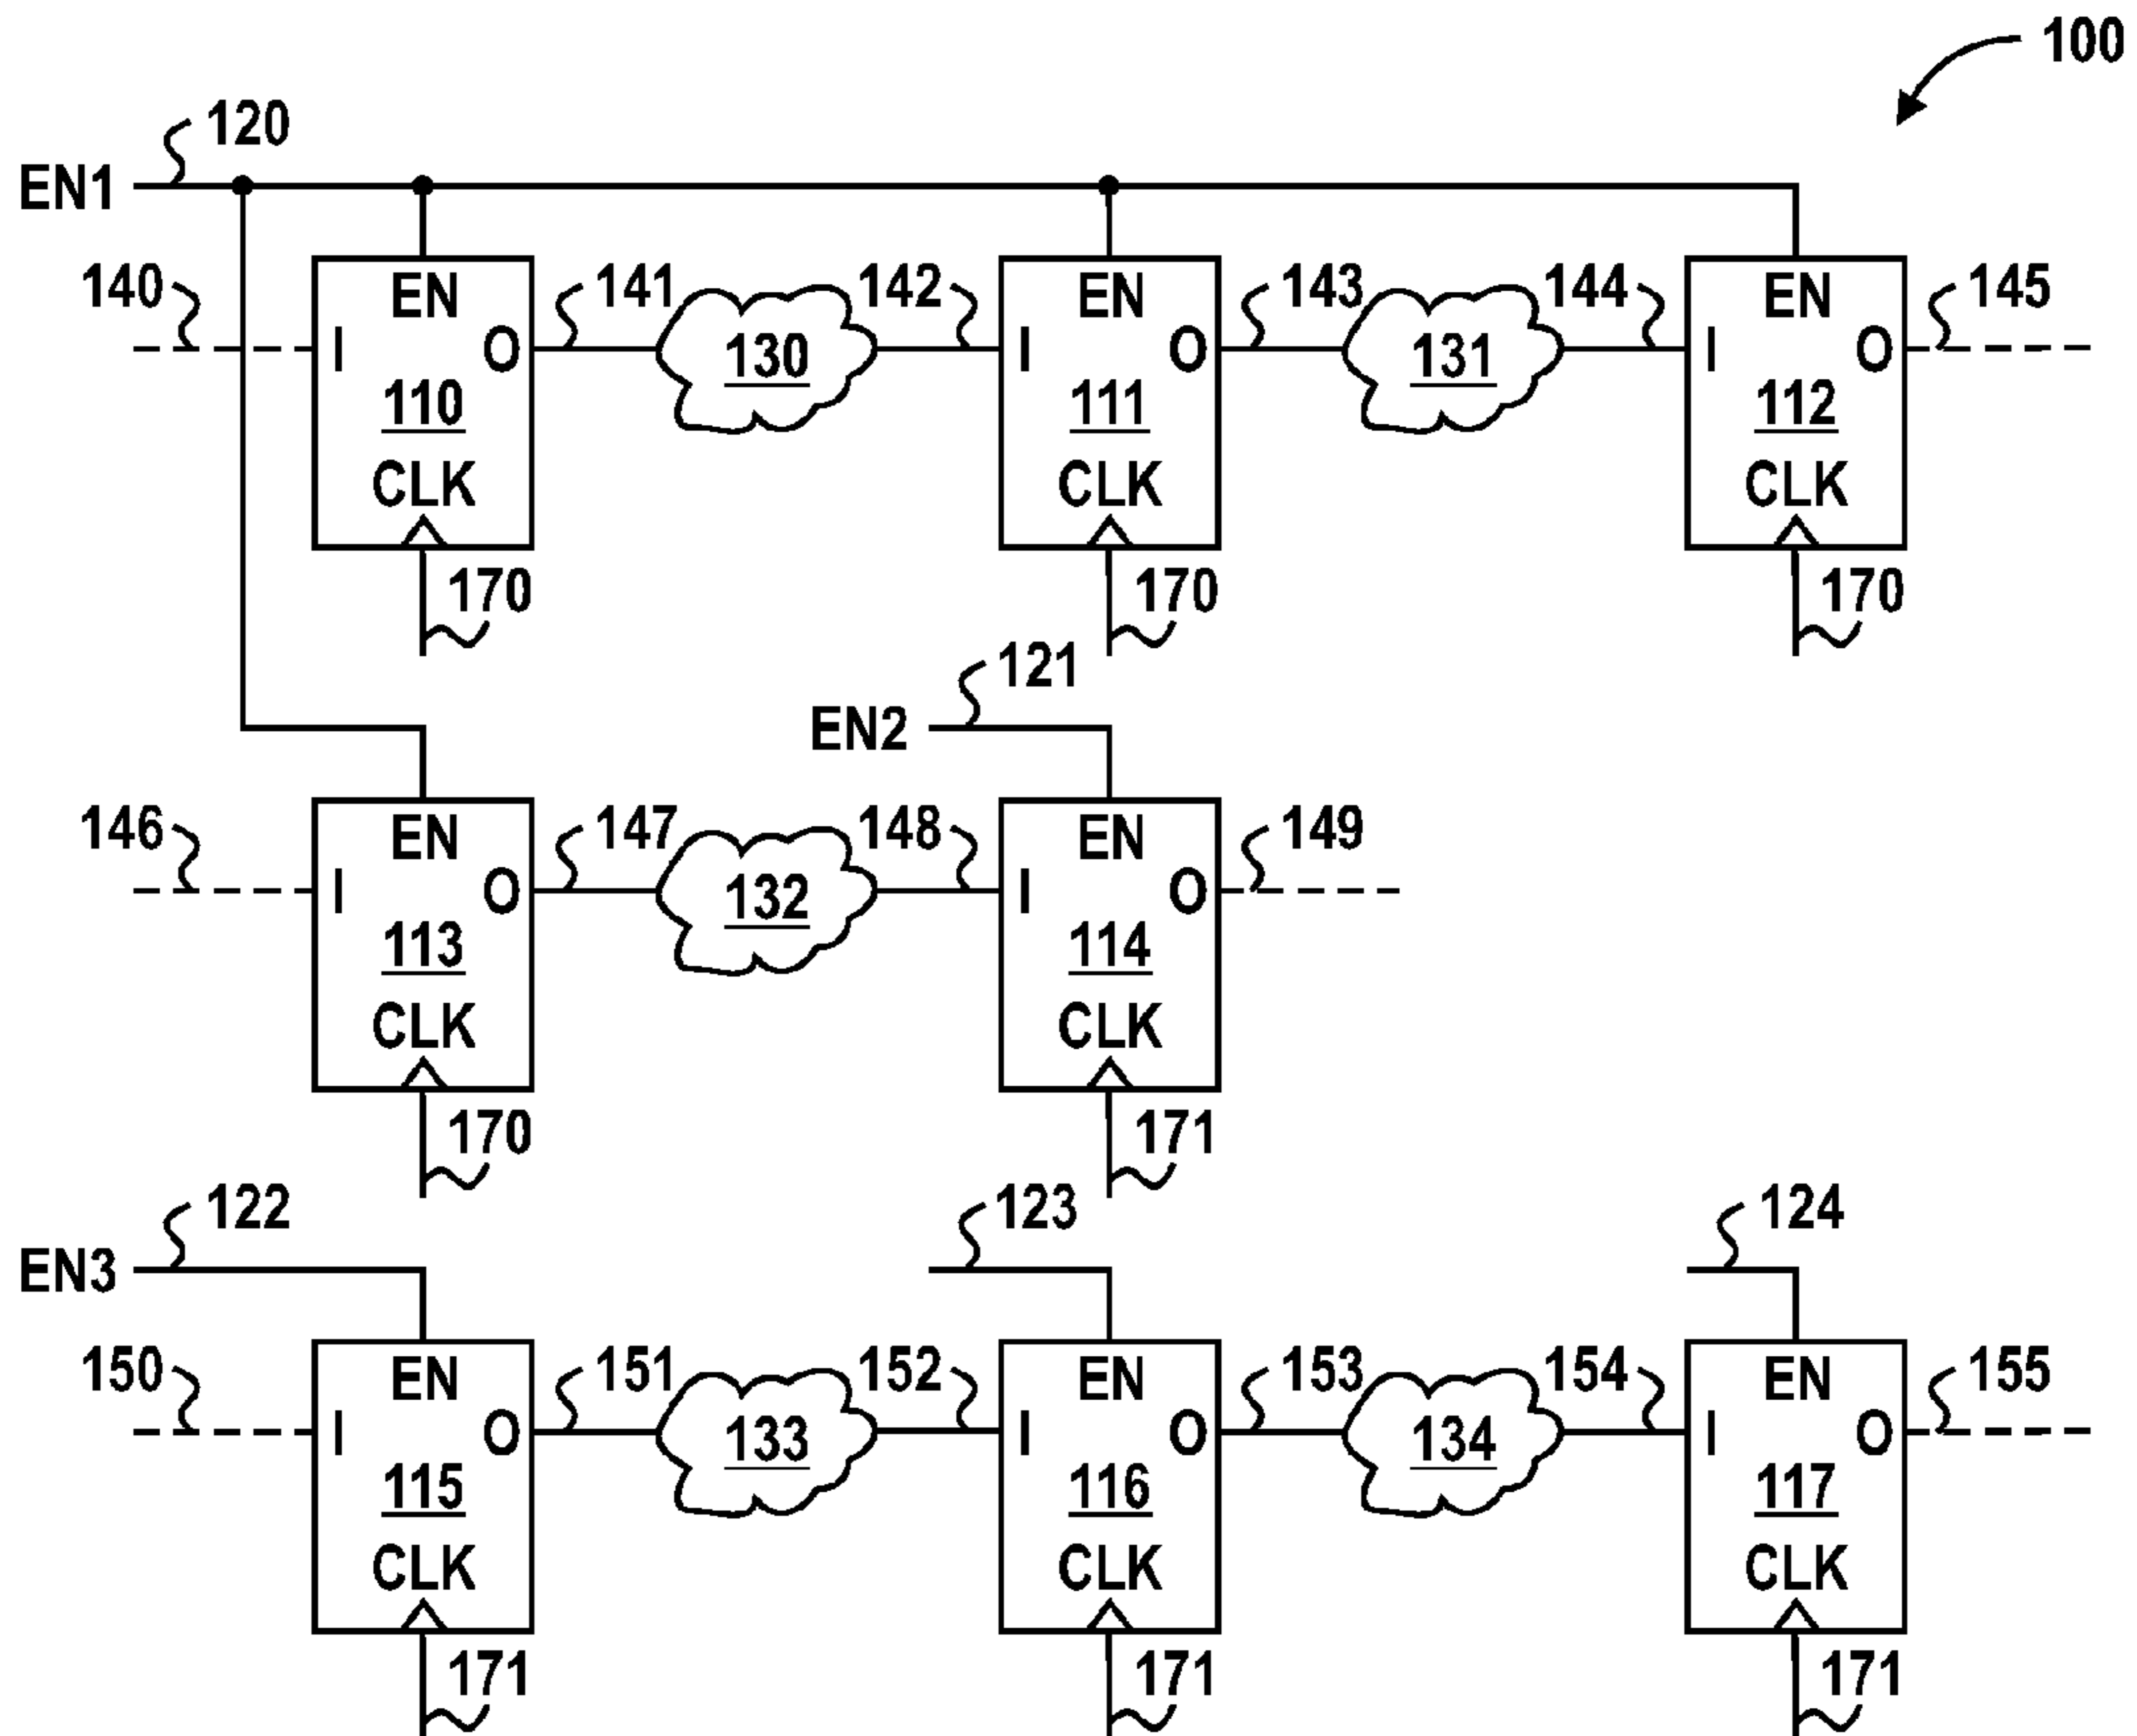 100
120
EN1
140 EN 141 142 EN 143 144 EN 145
I O 130 I O 131 I O
110 111 112
CLK CLK CLK
170 170 170
121
EN2
146 EN 147 148 EN 149
I O 132 I O
113 114
CLK CLK
170 171
122 123 124
EN3
150 EN 151 152 EN 153 154 EN 155
I O 133 I O 134 I O
115 116 117
CLK CLK CLK
171 171 171